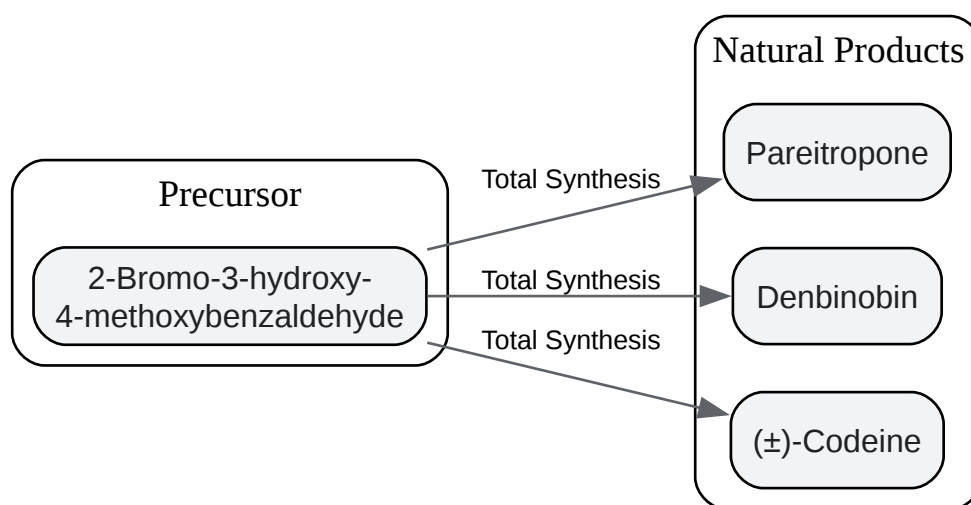 Natural Products
Pareitropone
Total Synthesis
Precursor
2-Bromo-3-hydroxy-
4-methoxybenzaldehyde
Total Synthesis
Denbinobin
Total Synthesis
(±)-Codeine